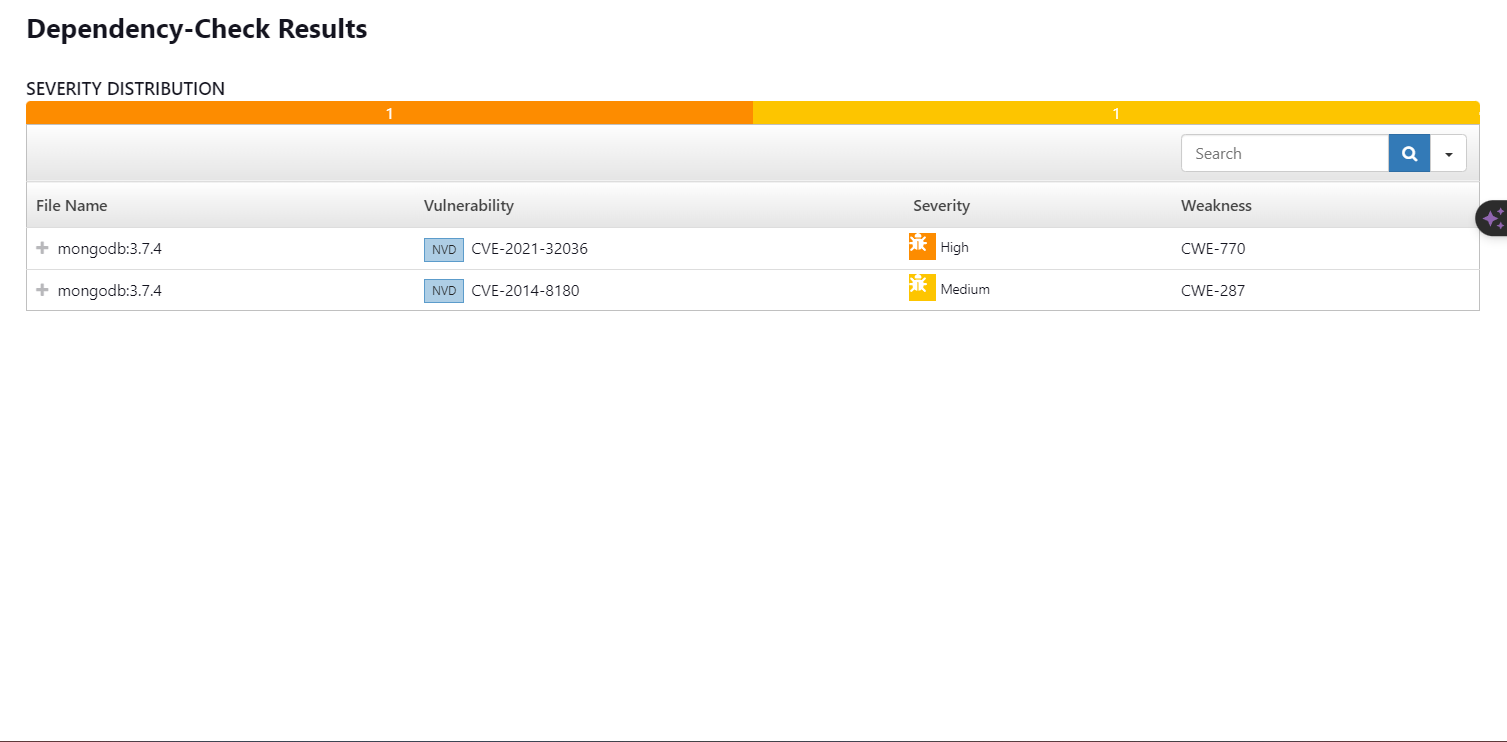 Dependency-Check Results
SEVERITY DISTRIBUTION
1 1
Search
File Name Vulnerability Severity Weakness
mongodb:3.7.4 NVD CVE-2021-32036 High CWE-770
mongodb:3.7.4 NVD CVE-2014-8180 Medium CWE-287